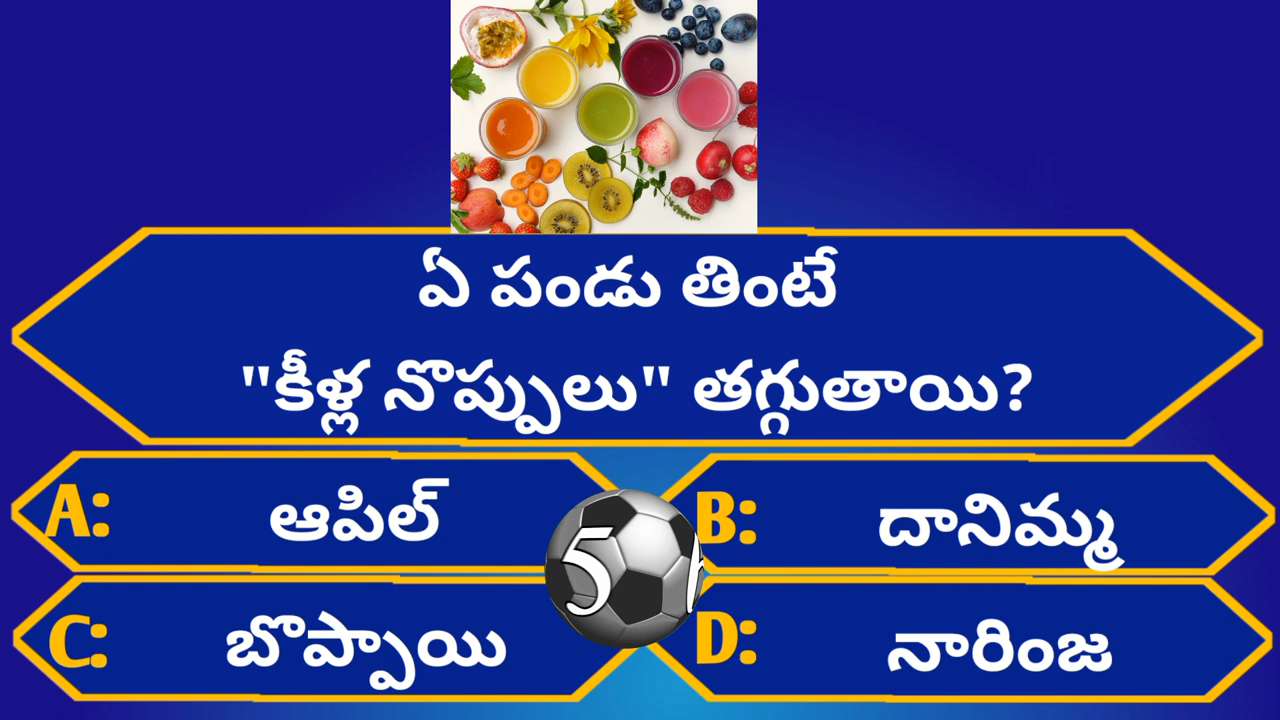 ఏ పండు తింటే
"కీళ్ల నొప్పులు" తగ్గుతాయి?
A: ఆపిల్
B: దానిమ్మ
5
C: బొప్పాయి
D: నారింజ